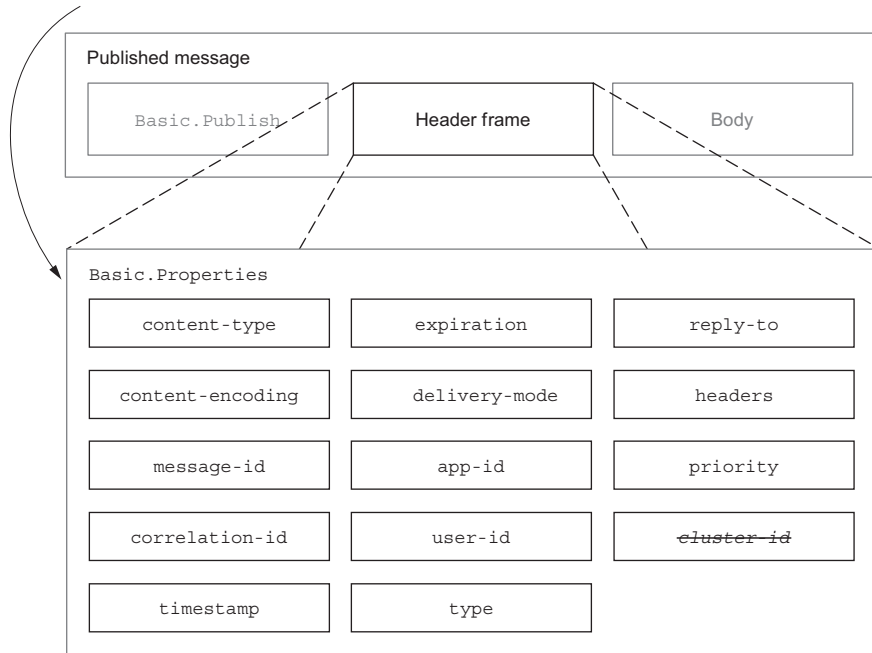 Published message
Basic.Publish
Header frame
Body
Basic.Properties
content-type
expiration
reply-to
content-encoding
delivery-mode
headers
message-id
app-id
priority
correlation-id
user-id
cluster-id
timestamp
type